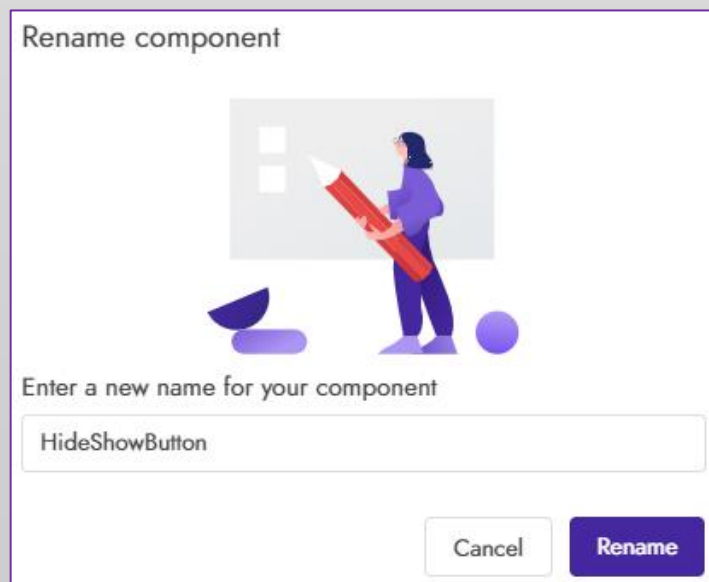 Rename component
Enter a new name for your component
HideShowButton
Cancel
Rename